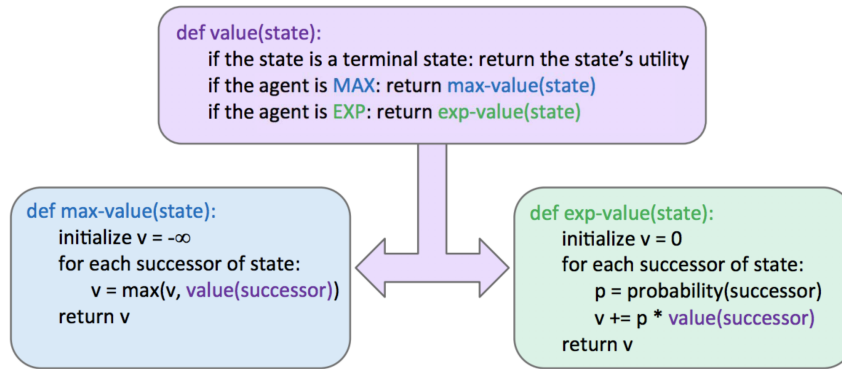 def value(state):
if the state is a terminal state: return the state’s utility
if the agent is MAX: return max-value(state)
if the agent is EXP: return exp-value(state)
def max-value(state):
initialize v = -∞
for each successor of state:
v = max(v, value(successor))
return v
def exp-value(state):
initialize v = 0
for each successor of state:
p = probability(successor)
v += p * value(successor)
return v